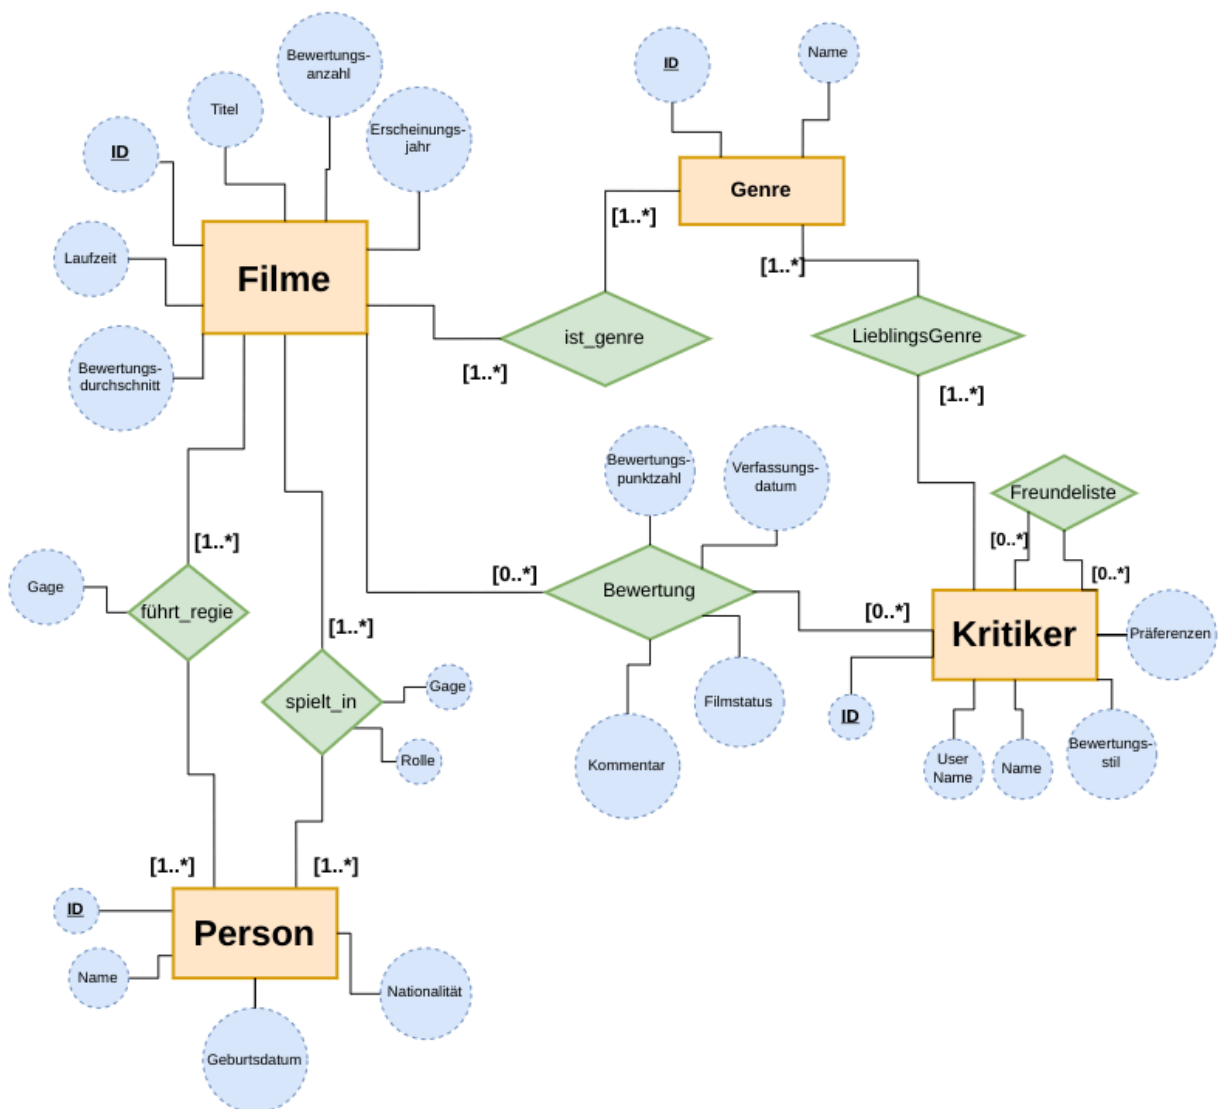 Bewertungs-
anzahl
Titel
Erscheinungs-
jahr
ID
Laufzeit
Filme
Bewertungs-
durchschnitt
ID
Name
Genre
[1..*]
[1..*]
ist_genre
[1..*]
LieblingsGenre
[1..*]
Bewertungs-
punktzahl
Verfassungs-
datum
Freundeliste
[0..*]
[0..*]
[1..*]
Gage
führt_regie
[0..*]
Bewertung
[0..*]
Kritiker
Präferenzen
[1..*]
spielt_in
Gage
Rolle
Filmstatus
Kommentar
ID
User
Name
Name
Bewertungs-
stil
[1..*]
[1..*]
ID
Person
Name
Nationalität
Geburtsdatum